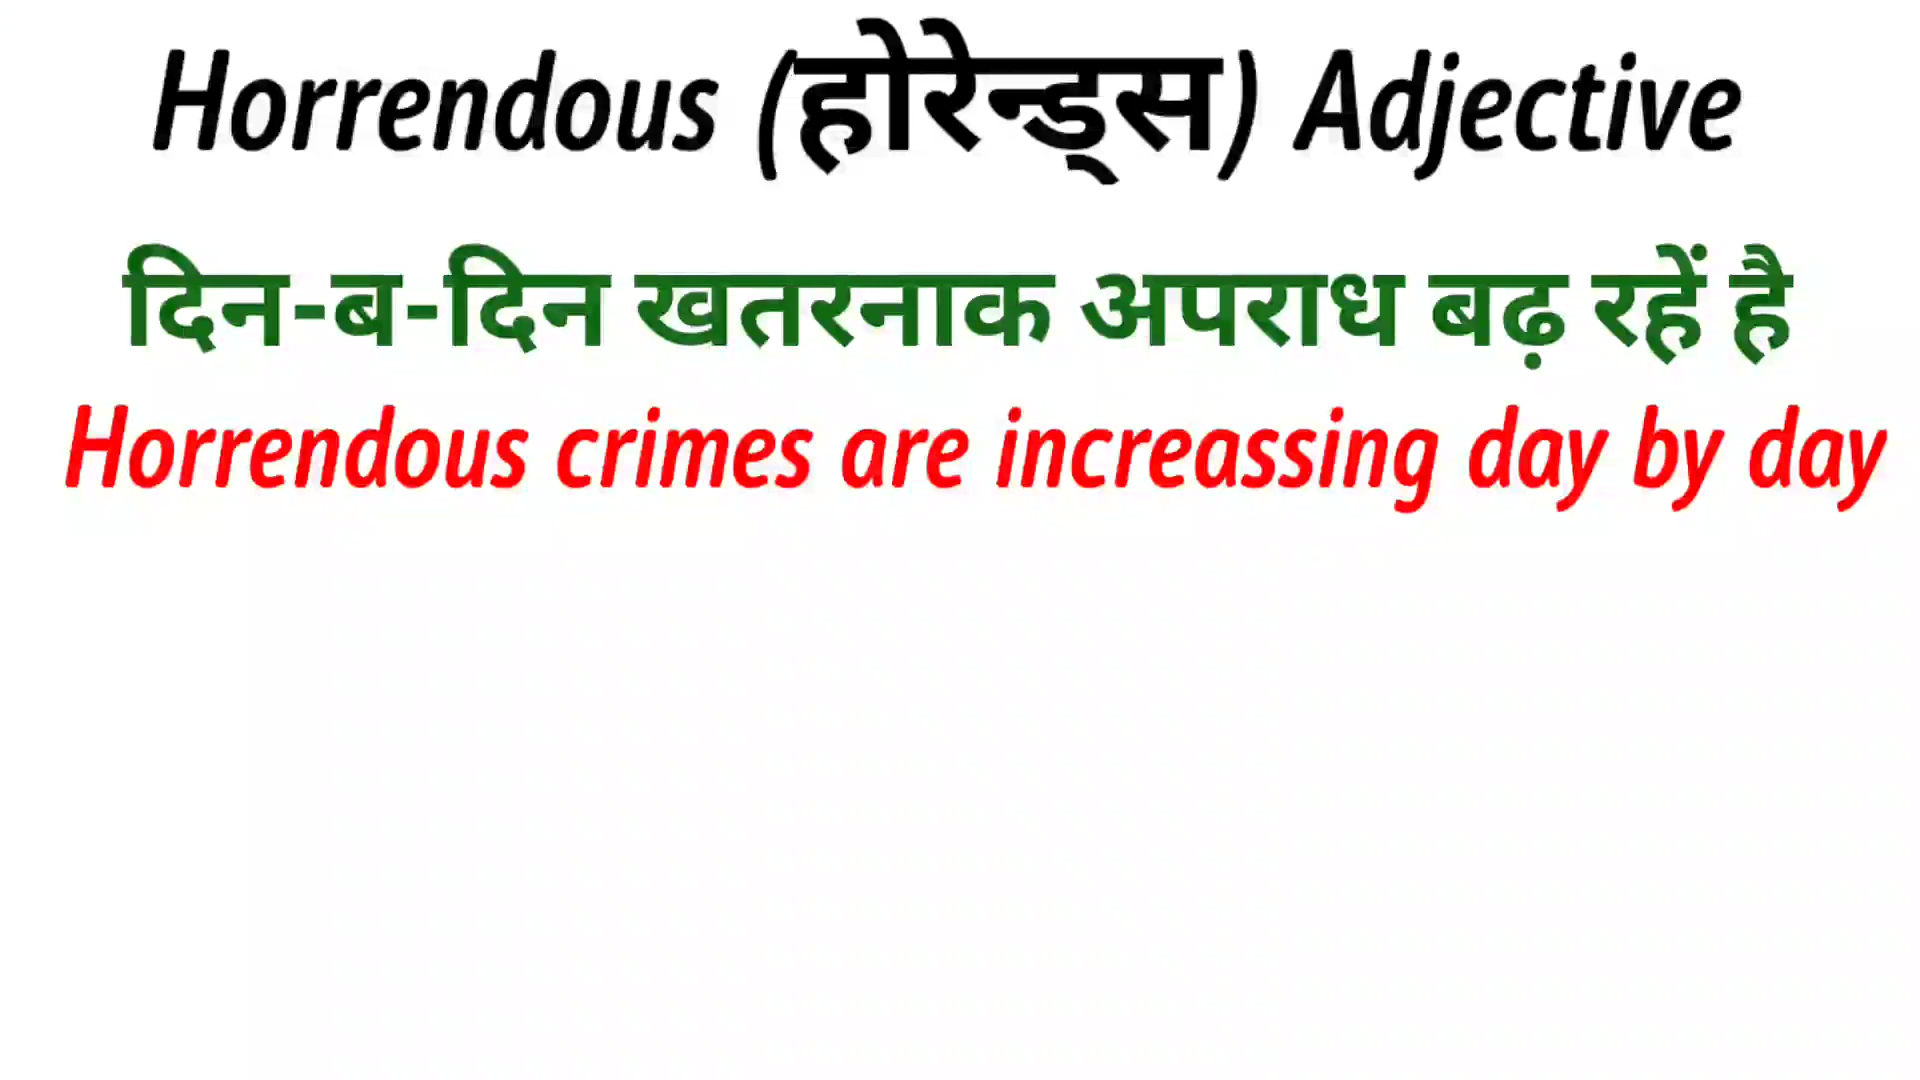 Horrendous (होरेन्ड्स) Adjective
दिन-ब-दिन खतरनाक अपराध बढ़ रहें है
Horrendous crimes are increassing day by day